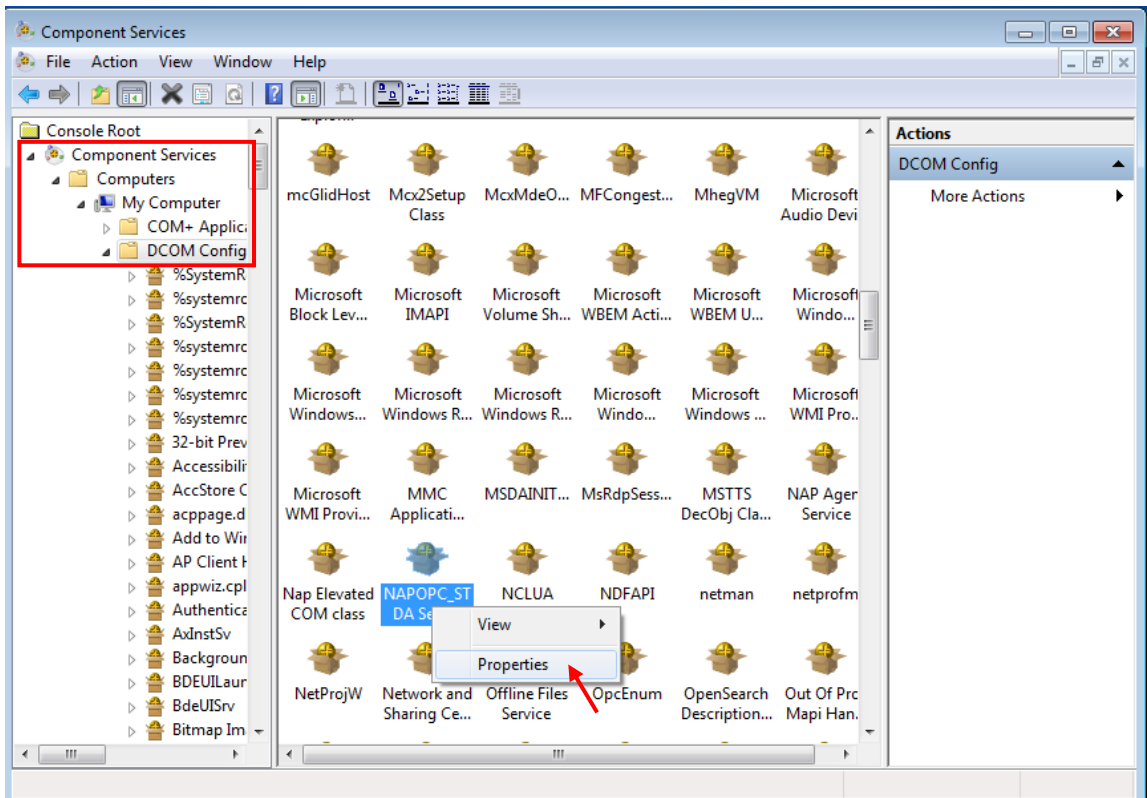 Component Services
File Action View Window Help
Console Root
Component Services
Computers
My Computer
COM+ Applica
DCOM Config
%SystemR
%systemrc
%SystemR
%systemrc
%systemrc
%systemrc
%systemrc
32-bit Prev
Accessibili
AccStore C
acppage.d
Add to Wir
AP Client H
appwiz.cpl
Authentica
AxInstSv
Backgroun
BDEUILaur
BdeUISrv
Bitmap Im
mcGlidHost Mcx2Setup McxMdeO... MFCongest... MhegVM Microsoft
Class Audio Devi
Microsoft Microsoft Microsoft Microsoft Microsoft Microsoft
Block Lev... IMAPI Volume Sh... WBEM Acti... WBEM U... Windo...
Microsoft Microsoft Microsoft Microsoft Microsoft Microsoft
Windows... Windows R... Windows R... Windo... Windows ... WMI Pro..
Microsoft MMC MSDAINIT... MsRdpSess... MSTTS NAP Agen
WMI Provi... Applicati... DecObj Cla... Service
Nap Elevated NAPOPC_ST NCLUA NDFAPI netman netprofm
COM class DA Se
View
Properties
NetProjW Network and Offline Files OpcEnum OpenSearch Out Of Prc
Sharing Ce... Service Description... Mapi Han.
Actions
DCOM Config
More Actions